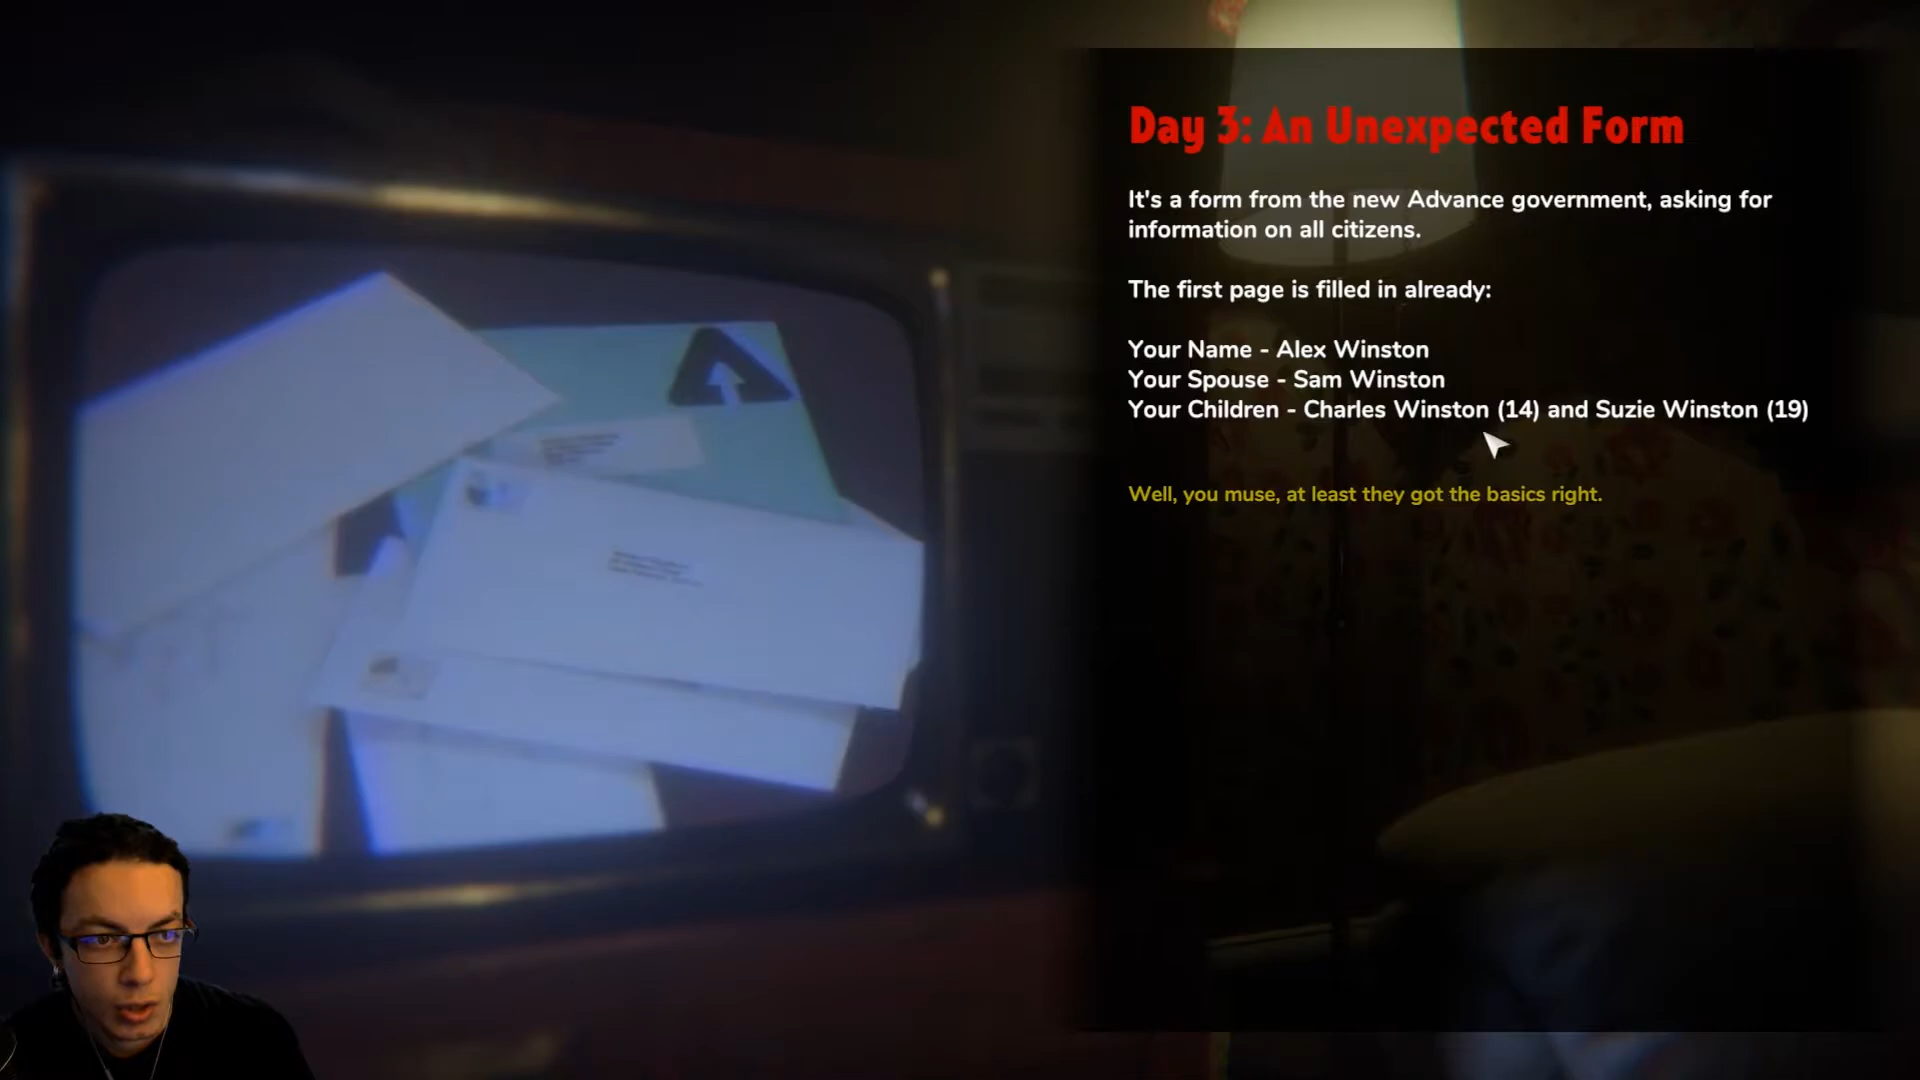 Day 3: An Unexpected Form
It's a form from the new Advance government, asking for
information on all citizens.
The first page is filled in already:
Your Name - Alex Winston
Your Spouse - Sam Winston
Your Children - Charles Winston (14) and Suzie Winston (19)
Well, you muse, at least they got the basics right.